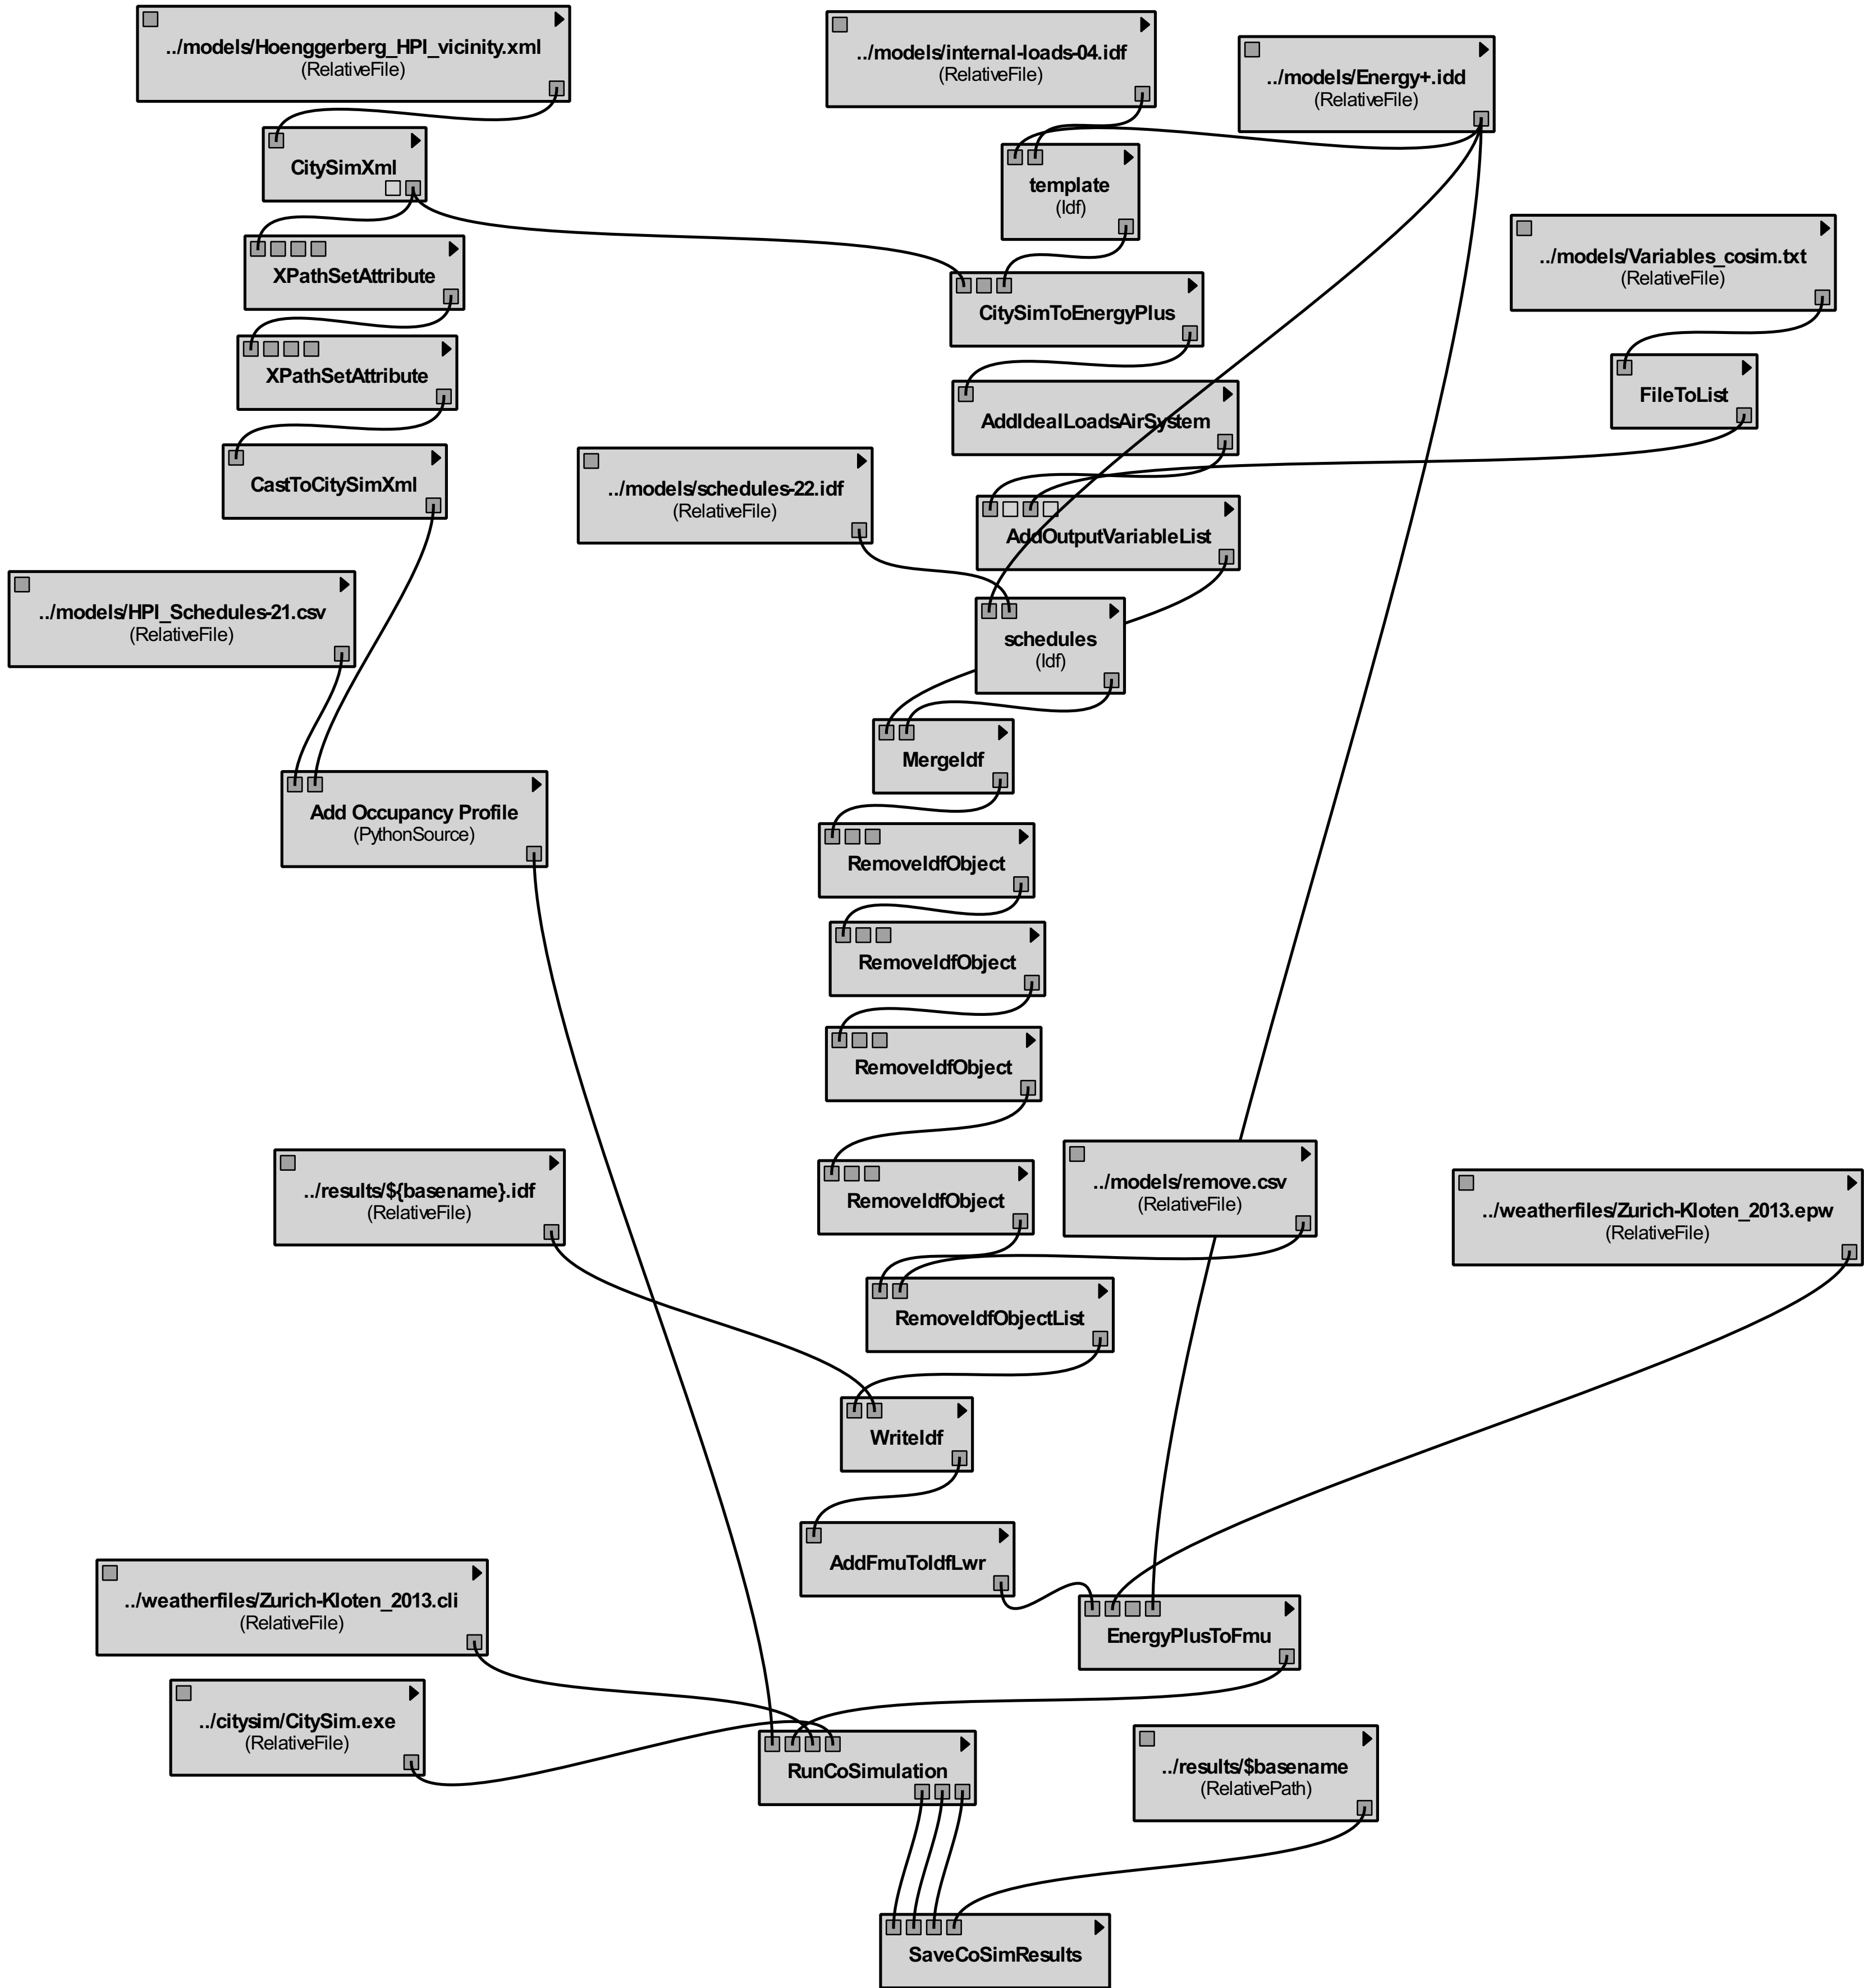 ../models/Hoenggerberg_HPI_vicinity.xml
(RelativeFile)
../models/internal-loads-04.idf
(RelativeFile)
../models/Energy+.idd
(RelativeFile)
CitySimXml
template
(Idf)
XPathSetAttribute
../models/Variables_cosim.txt
(RelativeFile)
CitySimToEnergyPlus
XPathSetAttribute
FileToList
AddIdealLoadsAirSystem
CastToCitySimXml
../models/schedules-22.idf
(RelativeFile)
AddOutputVariableList
../models/HPI_Schedules-21.csv
(RelativeFile)
schedules
(Idf)
MergeIdf
Add Occupancy Profile
(PythonSource)
RemoveIdfObject
RemoveIdfObject
RemoveIdfObject
../results/${basename}.idf
(RelativeFile)
RemoveIdfObject
../models/remove.csv
(RelativeFile)
../weatherfiles/Zurich-Kloten_2013.epw
(RelativeFile)
RemoveIdfObjectList
WriteIdf
AddFmuToIdfLwr
../weatherfiles/Zurich-Kloten_2013.cli
(RelativeFile)
EnergyPlusToFmu
../citysim/CitySim.exe
(RelativeFile)
RunCoSimulation
../results/$basename
(RelativePath)
SaveCoSimResults